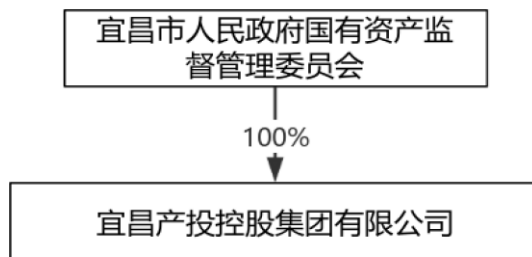 宜昌市人民政府国有资产监
督管理委员会
100%
宜昌产投控股集团有限公司